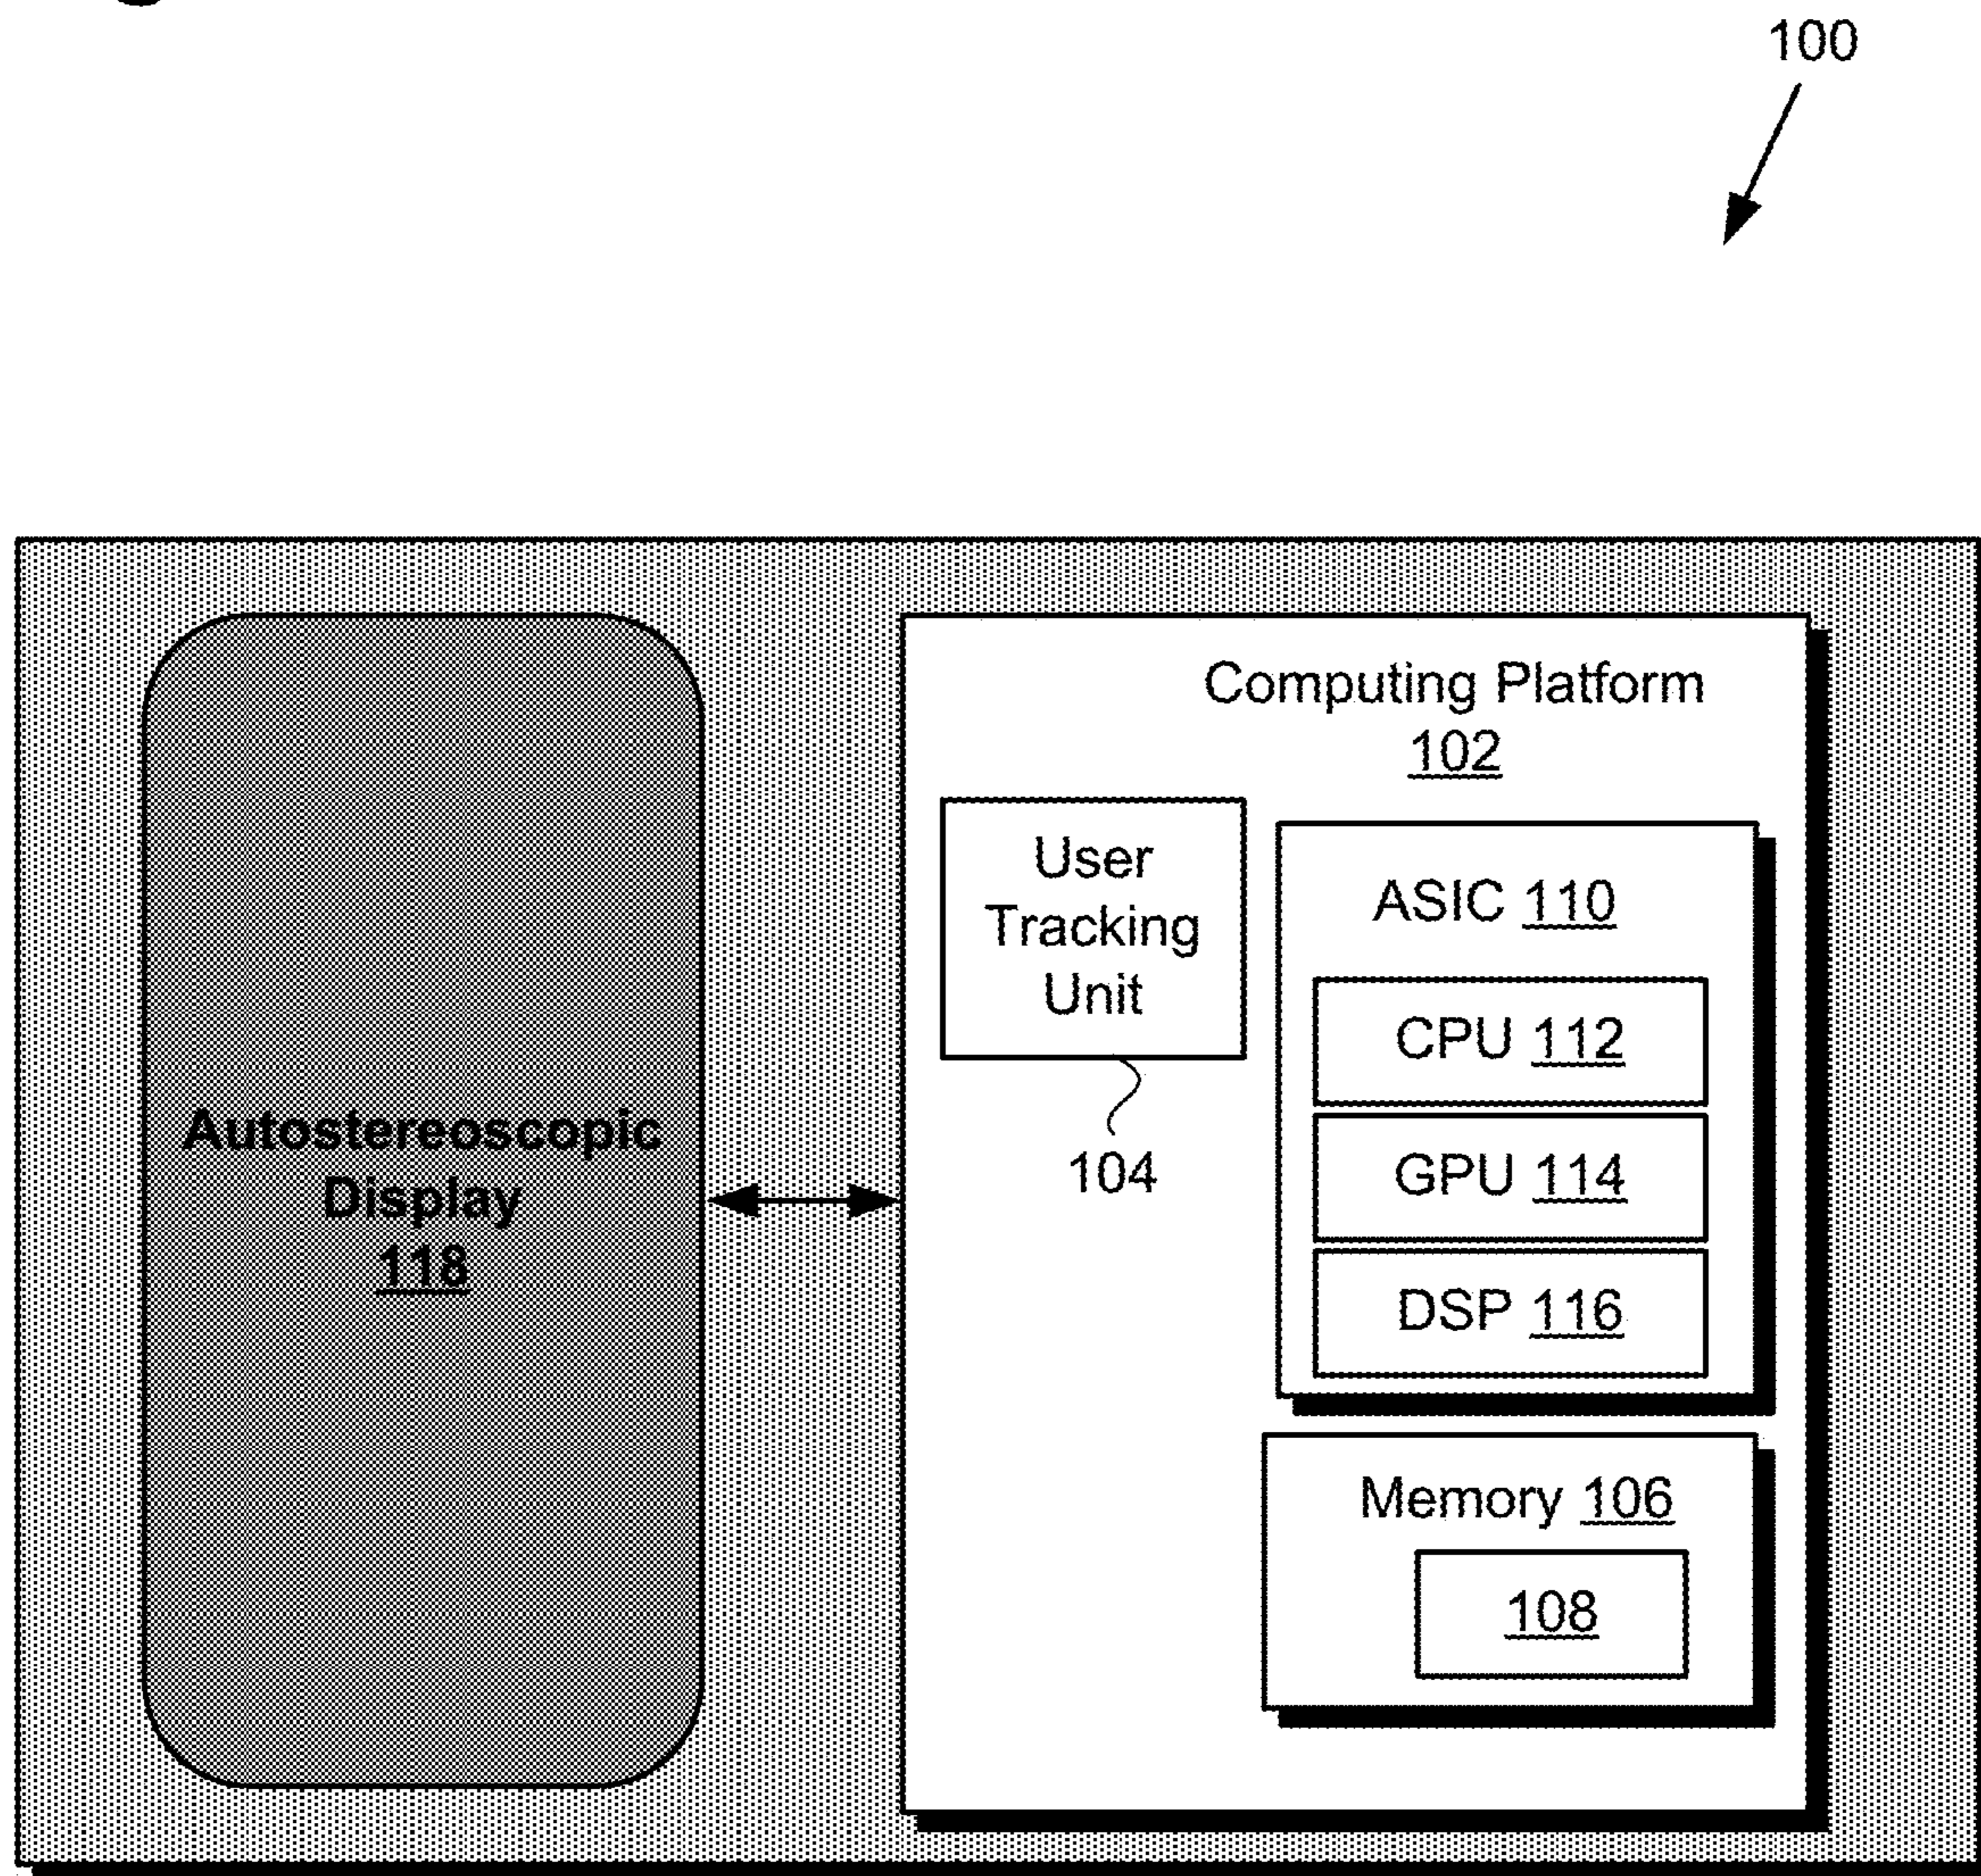 100
Computing Platform
102
User
Tracking
Unit
104
ASIC 110
CPU 112
GPU 114
DSP 116
Memory 106
108
Autostereoscopic
Display
118